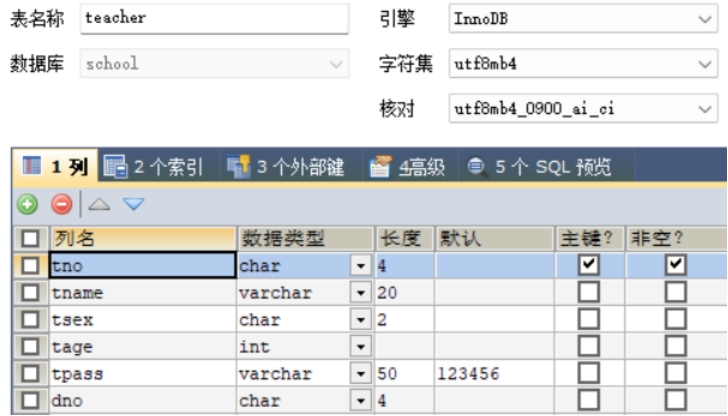 表名称 teacher 引擎 InnoDB
数据库 school 字符集 utf8mb4
核对 utf8mb4_0900_ai_ci
1 列 2 个索引 3 个外部键 4高级 5 个 SQL 预览
列名 数据类型 长度 默认 主键? 非空?
tno char 4
tname varchar 20
tsex char 2
tage int
tpass varchar 50 123456
dno char 4